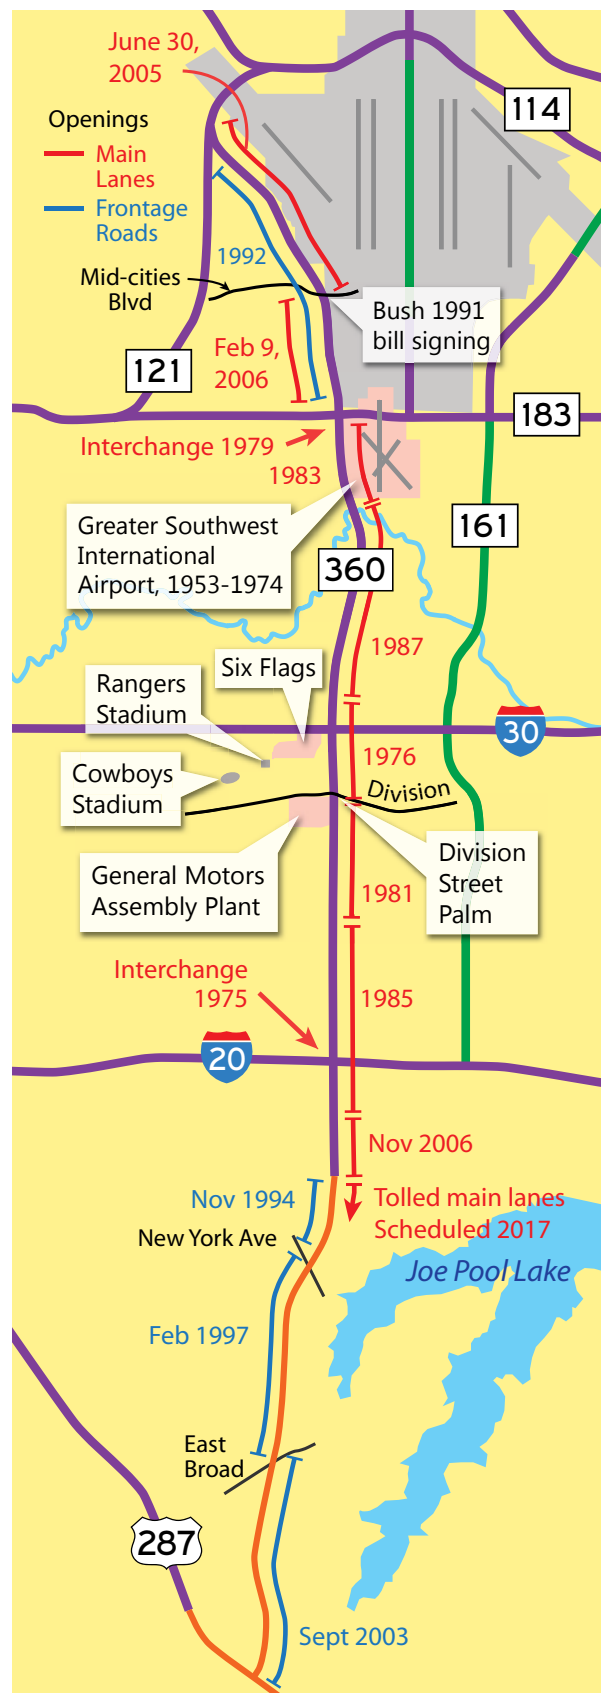 June 30,
2005
114
Openings
Main
Lanes
Frontage
Roads
1992
Mid-cities
Blvd
Bush 1991
bill signing
Feb 9,
2006
121
183
Interchange 1979
1983
Greater Southwest
International
Airport, 1953-1974
161
360
1987
Six Flags
Rangers
Stadium
30
1976
Cowboys
Stadium
Division
Division
Street
Palm
General Motors
Assembly Plant
1981
Interchange
1975
1985
20
Nov 2006
Nov 1994
Tolled main lanes
Scheduled 2017
New York Ave
Joe Pool Lake
Feb 1997
East
Broad
287
Sept 2003